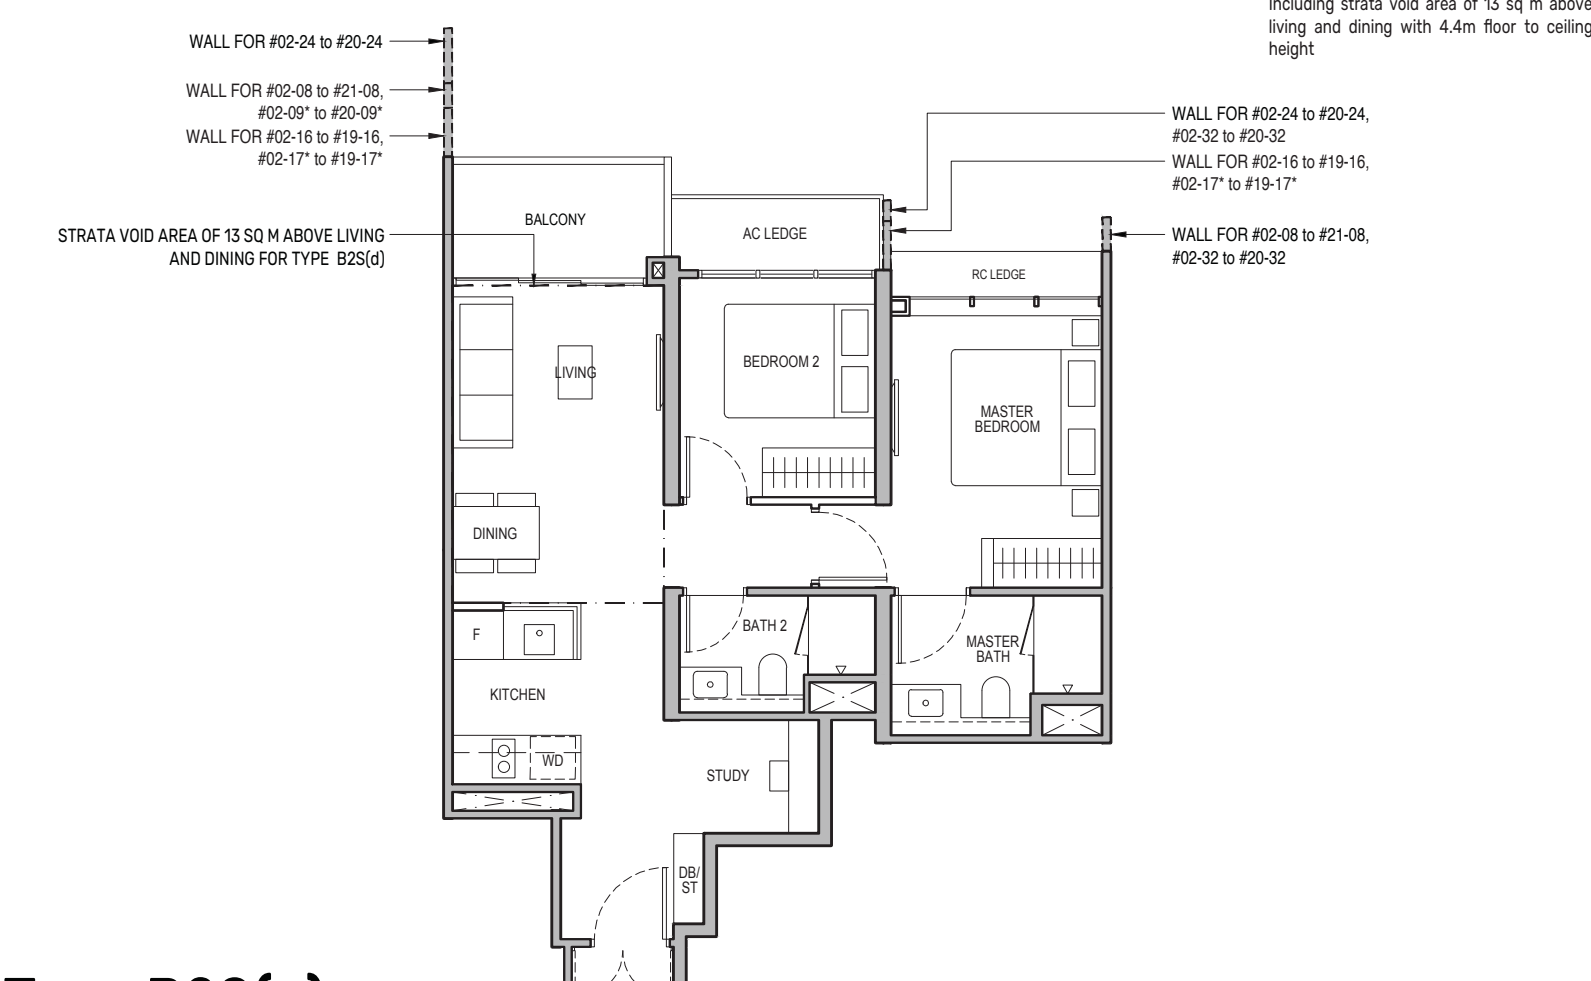 including strata void area of 13 sq m above
living and dining with 4.4m floor to ceiling
height
WALL FOR #02-24 to #20-24
WALL FOR #02-08 to #21-08,
#02-09* to #20-09*
WALL FOR #02-16 to #19-16,
#02-17* to #19-17*
STRATA VOID AREA OF 13 SQ M ABOVE LIVING
AND DINING FOR TYPE B2S(d)
WALL FOR #02-24 to #20-24,
#02-32 to #20-32
WALL FOR #02-16 to #19-16,
#02-17* to #19-17*
WALL FOR #02-08 to #21-08,
#02-32 to #20-32
BALCONY
AC LEDGE
RC LEDGE
LIVING
BEDROOM 2
MASTER
BEDROOM
DINING
F
BATH 2
MASTER
BATH
KITCHEN
WD
STUDY
DB/
ST